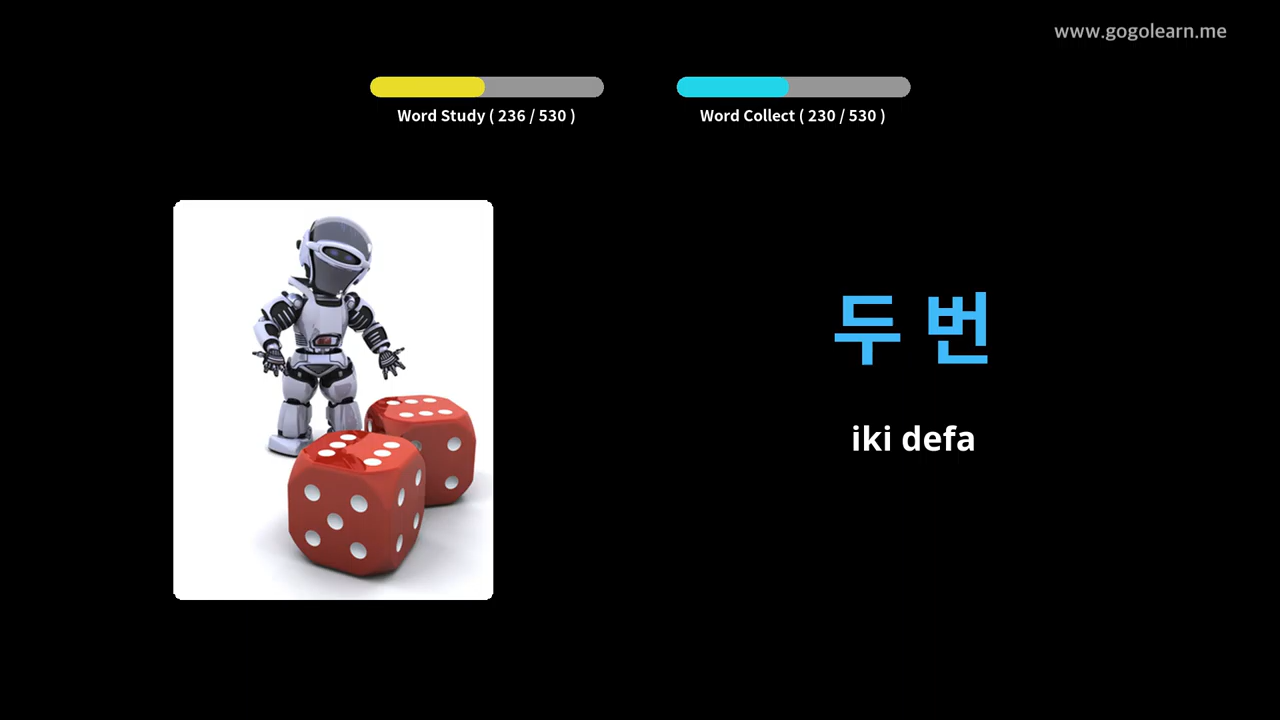 www.gogolearn.me
Word Study ( 236 / 530 )
Word Collect ( 230 / 530 )
두 번
iki defa